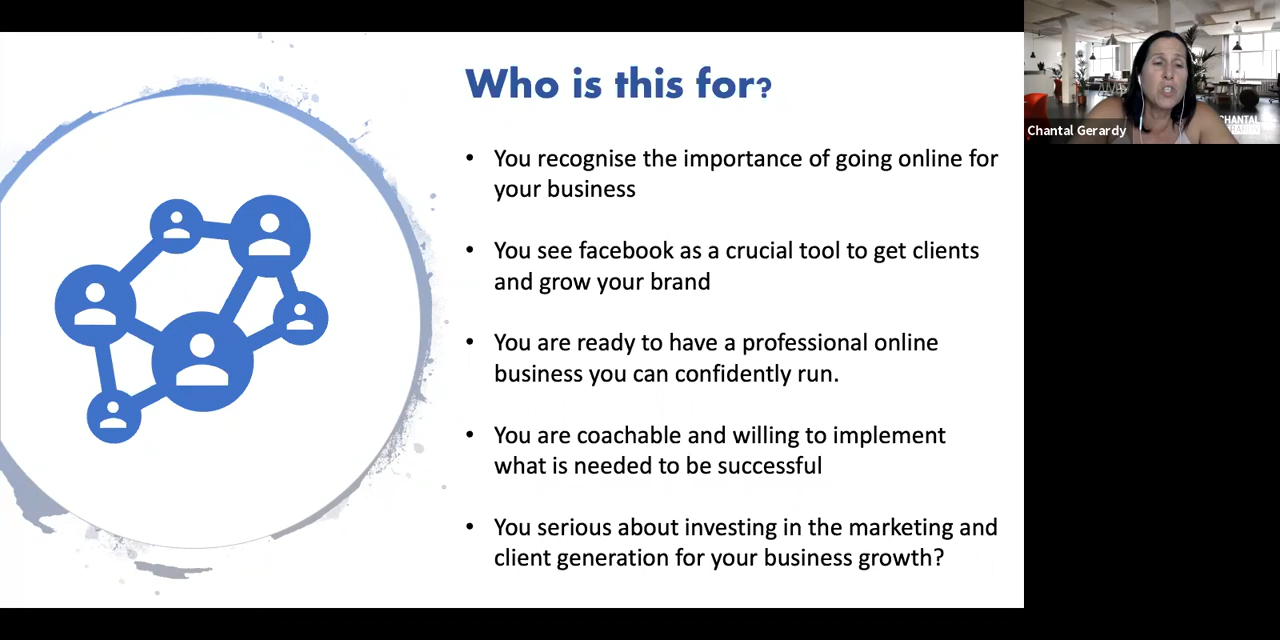 Who is this for?
• You recognise the importance of going online for
your business
• You see facebook as a crucial tool to get clients
and grow your brand
• You are ready to have a professional online
business you can confidently run.
• You are coachable and willing to implement
what is needed to be successful
• You serious about investing in the marketing and
client generation for your business growth?
Chantal Gerardy
CHANTAL